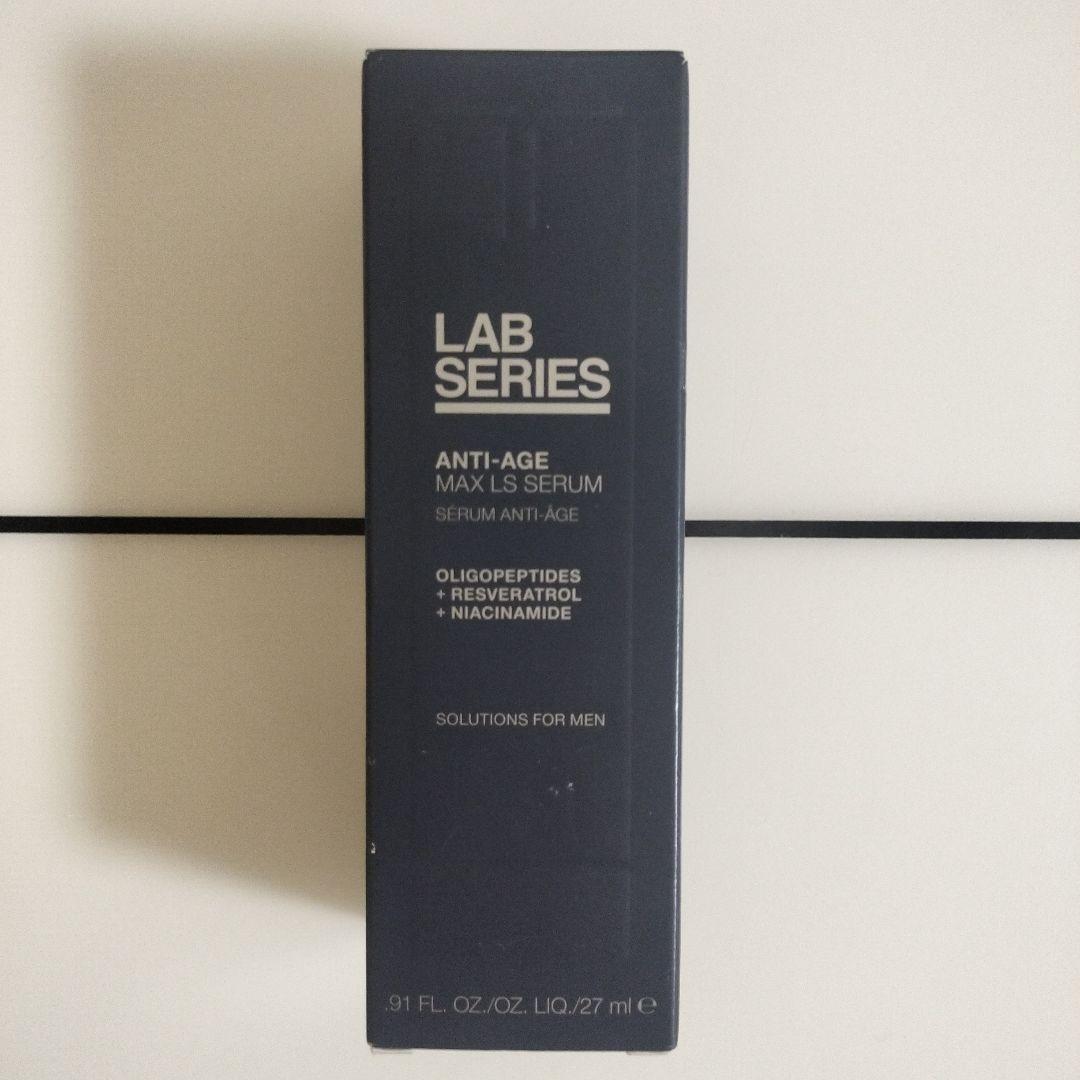 LAB
SERIES
ANTI-AGE
MAX LS SERUM
SÉRUM ANTI-ÂGE
OLIGOPEPTIDES
+ RESVERATROL
+ NIACINAMIDE
SOLUTIONS FOR MEN
.91 FL. OZ./OZ. LIQ./27 ml ℮